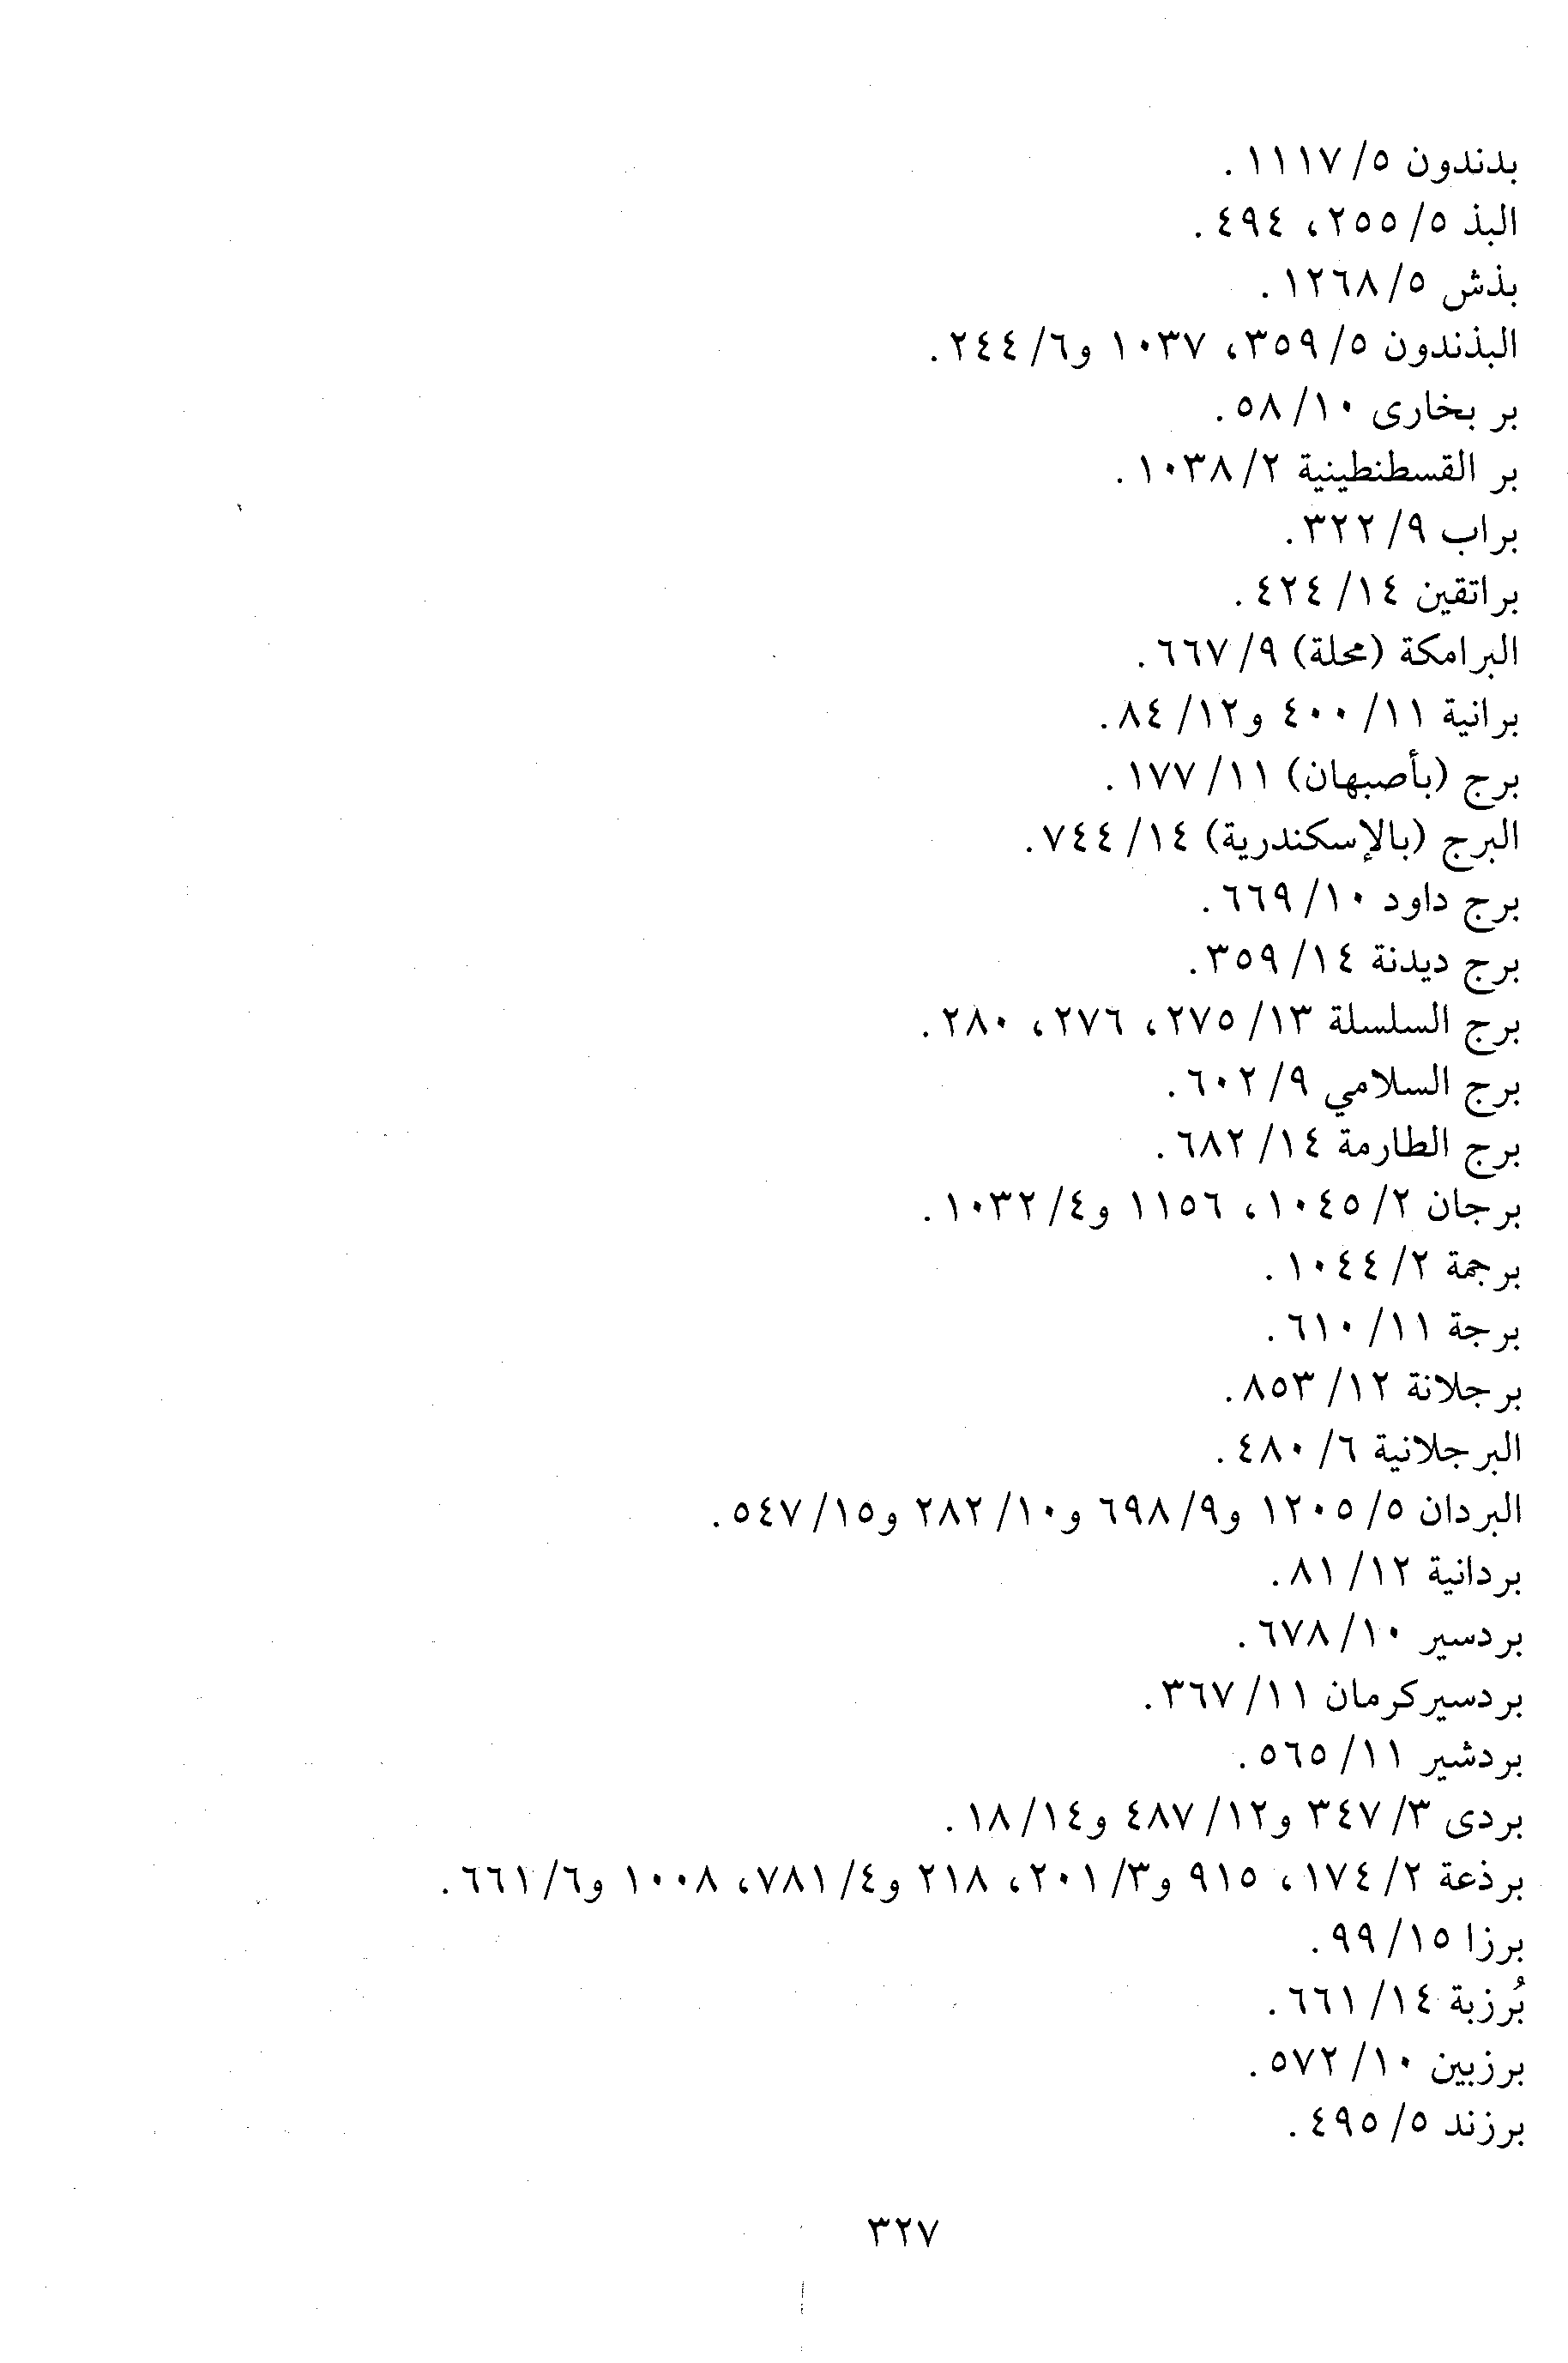 بدندون ٥/ ١١١٧ .
البذ ٥/ ٢٥٥، ٤٩٤ .
بذش ٥/ ١٢٦٨ .
البذندون ٥/ ٣٥٩، ١٠٣٧ و٦/ ٢٤٤ .
بر بخارى ١٠/ ٥٨ .
بر القسطنطينية ٢/ ١٠٣٨ .
براب ٩/ ٣٢٢ .
براتقين ١٤/ ٤٢٤ .
البرامكة (محلة) ٩/ ٦٦٧ .
برانية ١١/ ٤٠٠ و١٢/ ٨٤ .
برج (بأصبهان) ١١/ ١٧٧ .
البرج (بالإسكندرية) ١٤/ ٧٤٤ .
برج داود ١٠/ ٦٦٩ .
برج ديدنة ١٤/ ٣٥٩ .
برج السلسلة ١٣/ ٢٧٥، ٢٧٦، ٢٨٠ .
برج السلامي ٩/ ٦٠٢ .
برج الطارمة ١٤/ ٦٨٢ .
برجان ٢/ ١٠٤٥، ١١٥٦ و٤/ ١٠٣٢ .
برجمة ٢/ ١٠٤٤ .
برجة ١١/ ٦١٠ .
برجلانة ١٢/ ٨٥٣ .
البرجلانية ٦/ ٤٨٠ .
البردان ٥/ ١٢٠٥ و٩/ ٦٩٨ و١٠/ ٢٨٢ و١٥/ ٥٤٧ .
بردانية ١٢/ ٨١ .
بردسير ١٠/ ٦٧٨ .
بردسيركرمان ١١/ ٣٦٧ .
بردشير ١١/ ٥٦٥ .
بردى ٣/ ٣٤٧ و١٢/ ٤٨٧ و١٤/ ١٨ .
برذعة ٢/ ١٧٤، ٩١٥ و٣/ ٢٠١، ٢١٨ و٤/ ٧٨١، ١٠٠٨ و٦/ ٦٦١ .
برزا ١٥/ ٩٩ .
بُرزبة ١٤/ ٦٦١ .
برزبين ١٠/ ٥٧٢ .
برزند ٥/ ٤٩٥ .
٣٢٧